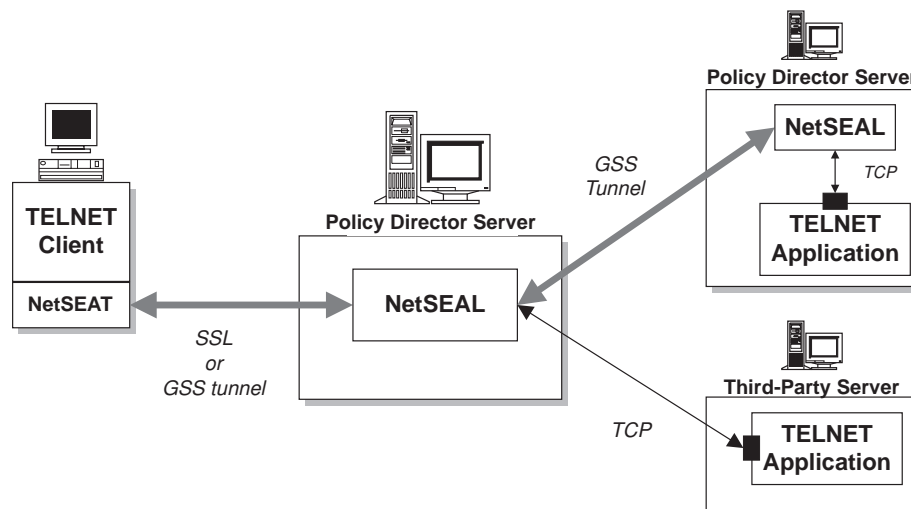 TELNET
Client
NetSEAT
SSL
or
GSS tunnel
Policy Director Server
NetSEAL
GSS
Tunnel
TCP
Policy Director Server
NetSEAL
TCP
TELNET
Application
Third-Party Server
TELNET
Application